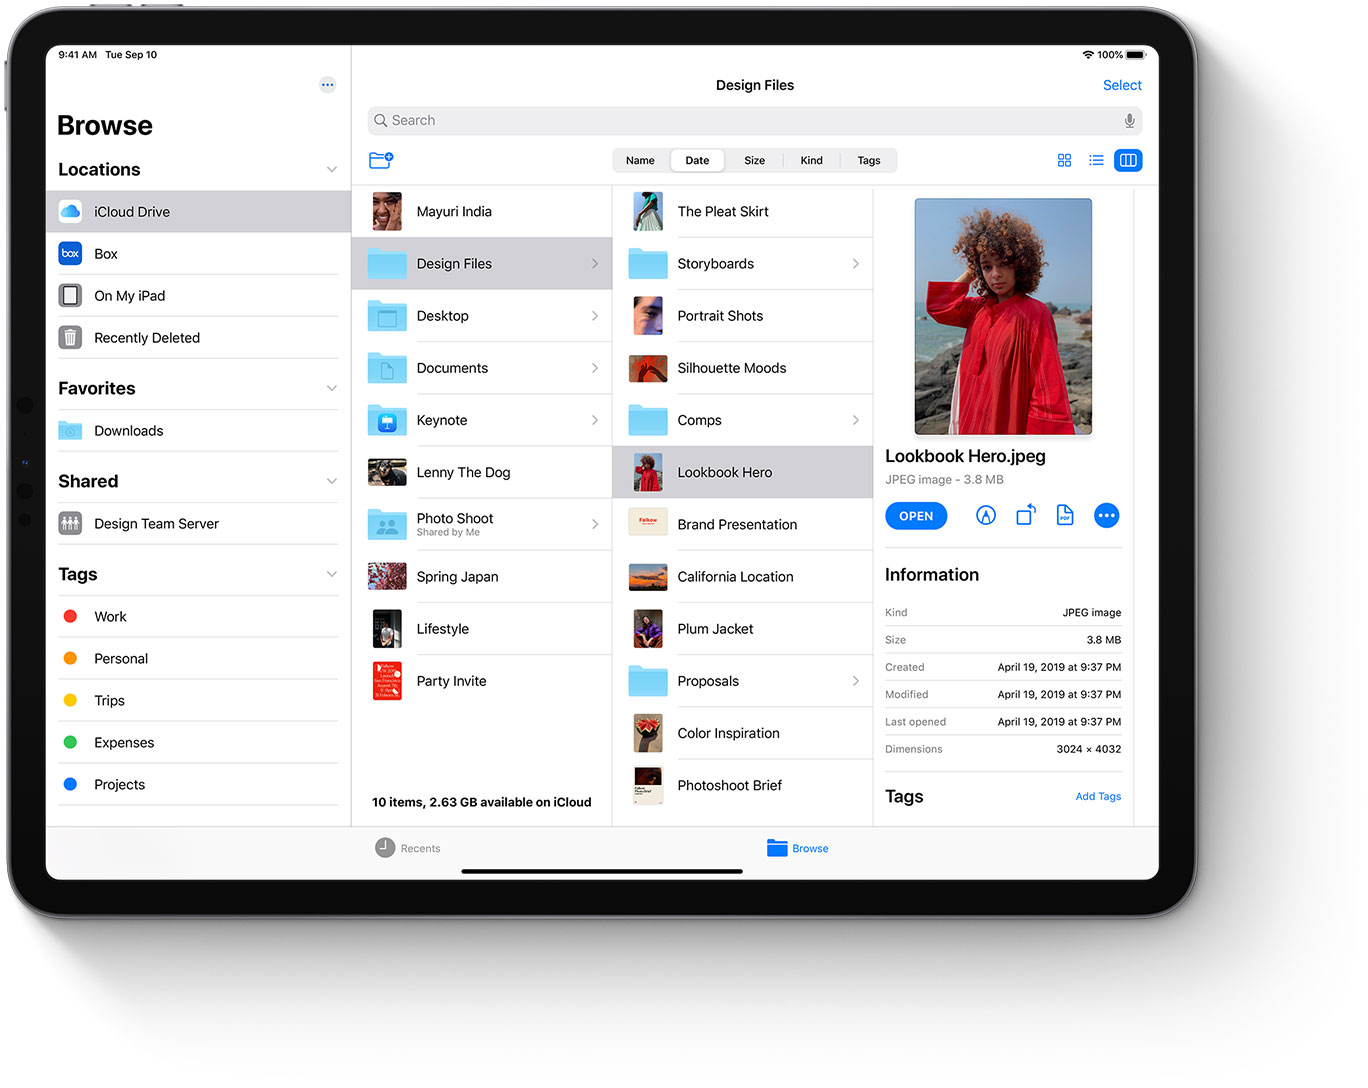 9:41 AM Tue Sep 10
100%
Browse
Locations
iCloud Drive
box
Box
On My iPad
Recently Deleted
Favorites
Downloads
Shared
Design Team Server
Tags
Work
Personal
Trips
Expenses
Projects
Design Files
Select
Search
Name Date Size Kind Tags
Mayuri India
Design Files
Desktop
Documents
Keynote
Lenny The Dog
Photo Shoot
Shared by Me
Spring Japan
Lifestyle
Party Invite
10 items, 2.63 GB available on iCloud
The Pleat Skirt
Storyboards
Portrait Shots
Silhouette Moods
Comps
Lookbook Hero
Brand Presentation
California Location
Plum Jacket
Proposals
Color Inspiration
Photoshoot Brief
Lookbook Hero.jpeg
JPEG image - 3.8 MB
OPEN
PDF
Information
Kind JPEG image
Size 3.8 MB
Created April 19, 2019 at 9:37 PM
Modified April 19, 2019 at 9:37 PM
Last opened April 19, 2019 at 9:37 PM
Dimensions 3024 × 4032
Tags Add Tags
Recents
Browse